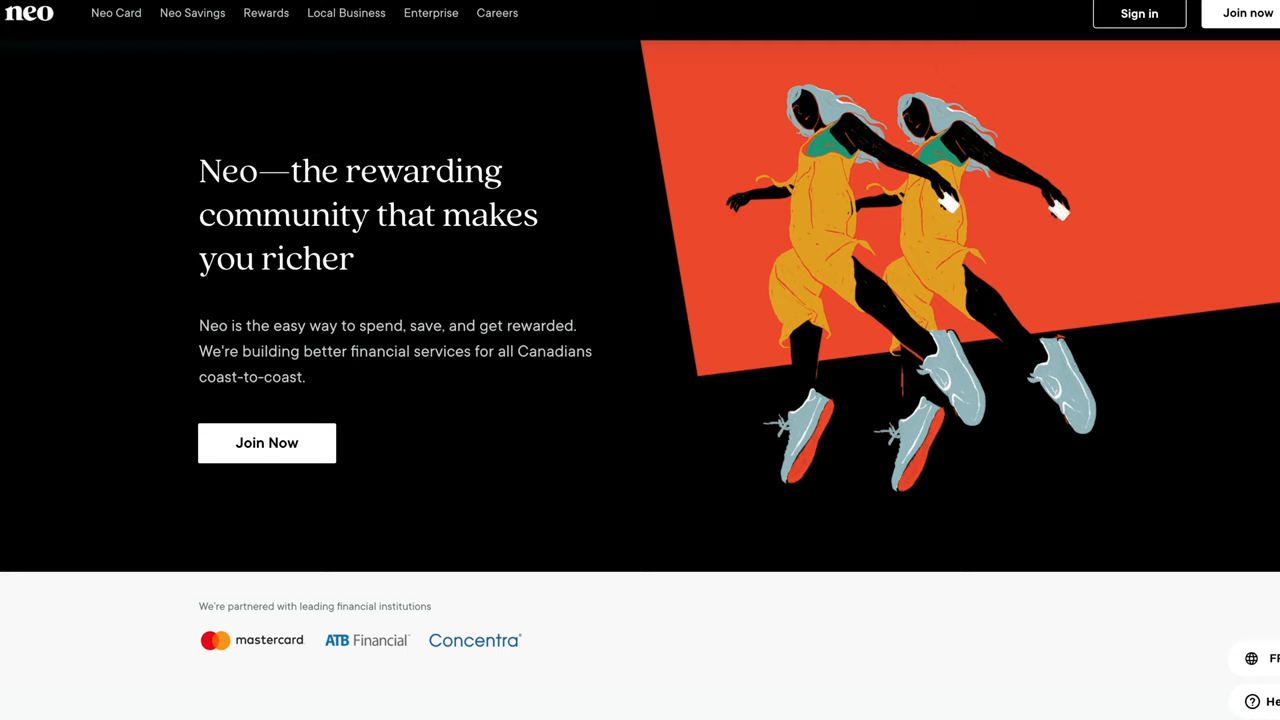 neo Neo Card Neo Savings Rewards Local Business Enterprise Careers Sign in Join now
Neo—the rewarding
community that makes
you richer
Neo is the easy way to spend, save, and get rewarded.
We're building better financial services for all Canadians
coast-to-coast.
Join Now
We're partnered with leading financial institutions
mastercard ATB Financial Concentra